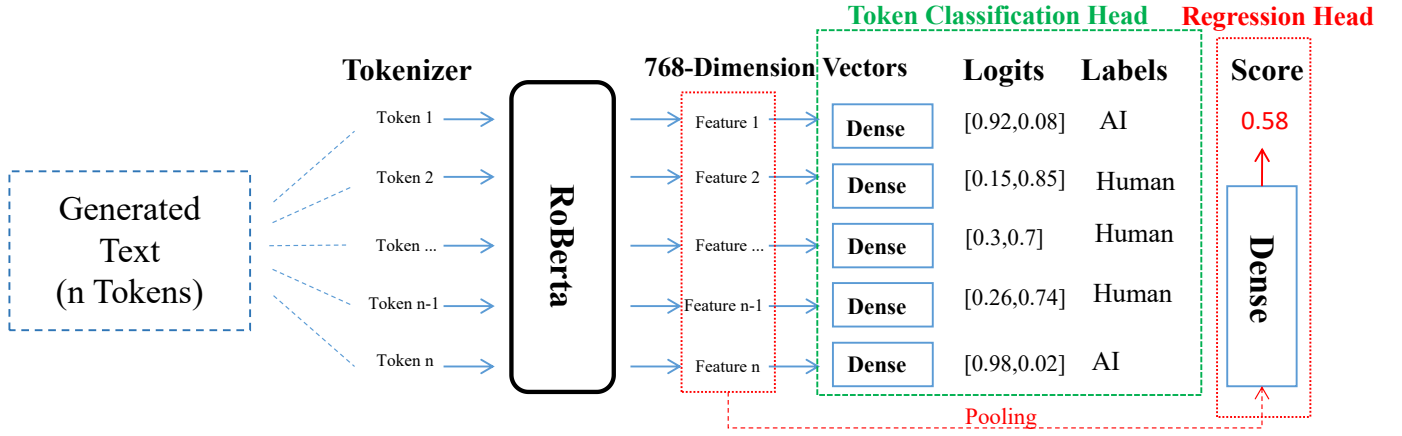 Token Classification Head
Regression Head
Tokenizer
768-Dimension Vectors
Logits
Labels
Score
Generated
Text
(n Tokens)
Token 1
Token 2
Token ...
Token n-1
Token n
RoBerta
Feature 1
Feature 2
Feature ...
Feature n-1
Feature n
Dense
Dense
Dense
Dense
Dense
[0.92,0.08]
[0.15,0.85]
[0.3,0.7]
[0.26,0.74]
[0.98,0.02]
AI
Human
Human
Human
AI
0.58
Dense
Pooling